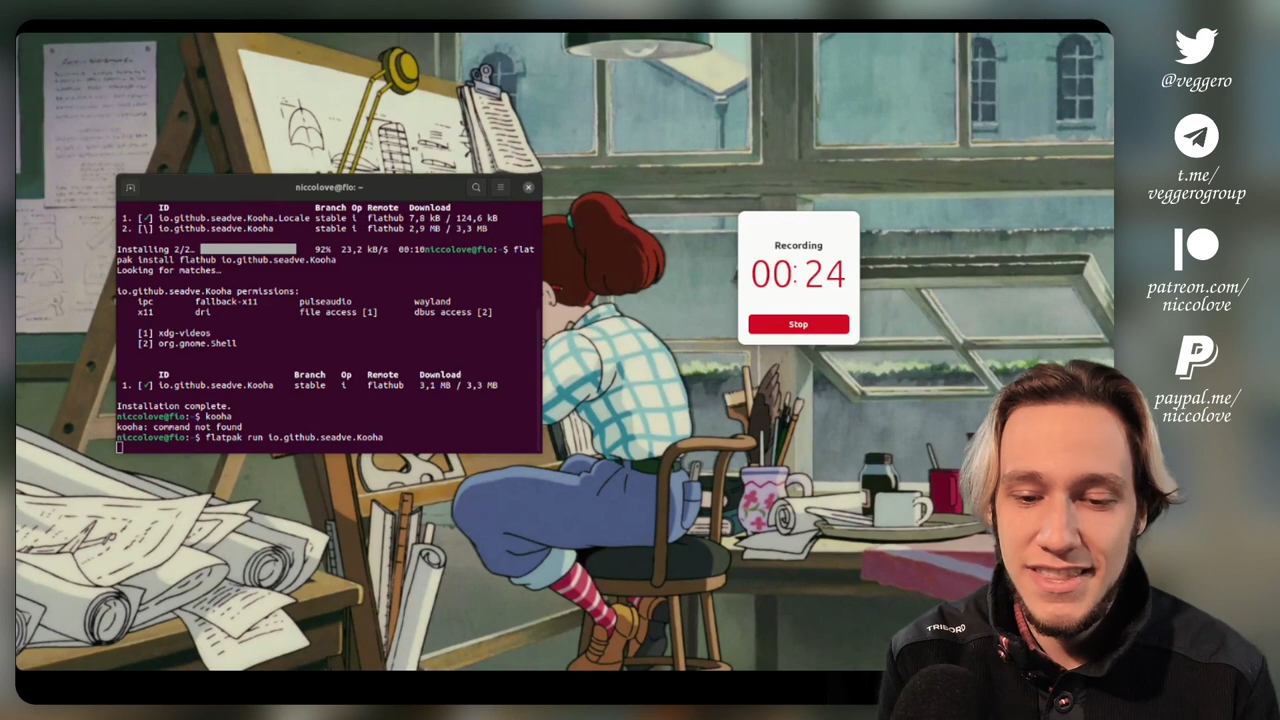 niccolove@fio: ~
ID Branch Op Remote Download
1. [✓] io.github.seadve.Kooha.Locale stable i flathub 7,8 kB / 124,6 kB
2. [\] io.github.seadve.Kooha stable i flathub 2,9 MB / 3,3 MB
Installing 2/2… 92% 23,2 kB/s 00:10niccolove@fio:~$ flat
pak install flathub io.github.seadve.Kooha
Looking for matches…
io.github.seadve.Kooha permissions:
ipc fallback-x11 pulseaudio wayland
x11 dri file access [1] dbus access [2]
[1] xdg-videos
[2] org.gnome.Shell
ID Branch Op Remote Download
1. [✓] io.github.seadve.Kooha stable i flathub 3,1 MB / 3,3 MB
Installation complete.
niccolove@fio:~$ kooha
kooha: command not found
niccolove@fio:~$ flatpak run io.github.seadve.Kooha
Recording
00:24
Stop
@veggero
t.me/
veggerogroup
patreon.com/
niccolove
paypal.me/
niccolove
TRIBORD